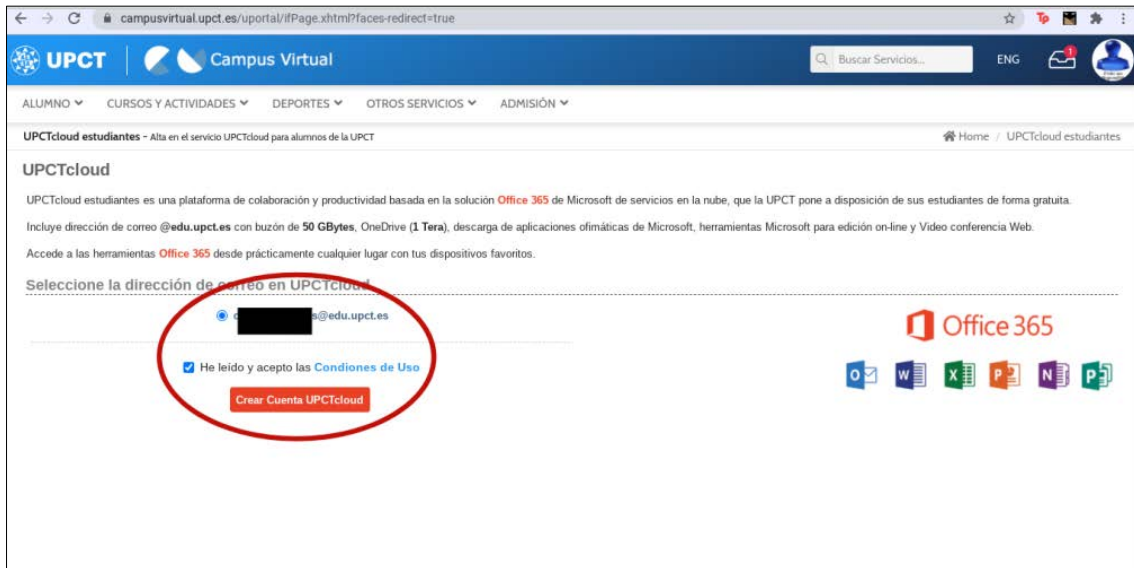 campusvirtual.upct.es/uportal/ifPage.xhtml?faces-redirect=true
Tp
UPCT Campus Virtual Buscar Servicios... ENG 1
ALUMNO CURSOS Y ACTIVIDADES DEPORTES OTROS SERVICIOS ADMISIÓN
UPCTcloud estudiantes - Alta en el servicio UPCTcloud para alumnos de la UPCT Home / UPCTcloud estudiantes
UPCTcloud
UPCTcloud estudiantes es una plataforma de colaboración y productividad basada en la solución Office 365 de Microsoft de servicios en la nube, que la UPCT pone a disposición de sus estudiantes de forma gratuita.
Incluye dirección de correo @edu.upct.es con buzón de 50 GBytes, OneDrive (1 Tera), descarga de aplicaciones ofimáticas de Microsoft, herramientas Microsoft para edición on-line y Video conferencia Web.
Accede a las herramientas Office 365 desde prácticamente cualquier lugar con tus dispositivos favoritos.
Seleccione la dirección de correo en UPCTcloud
s@edu.upct.es
Office 365
He leído y acepto las Condiones de Uso
Crear Cuenta UPCTcloud